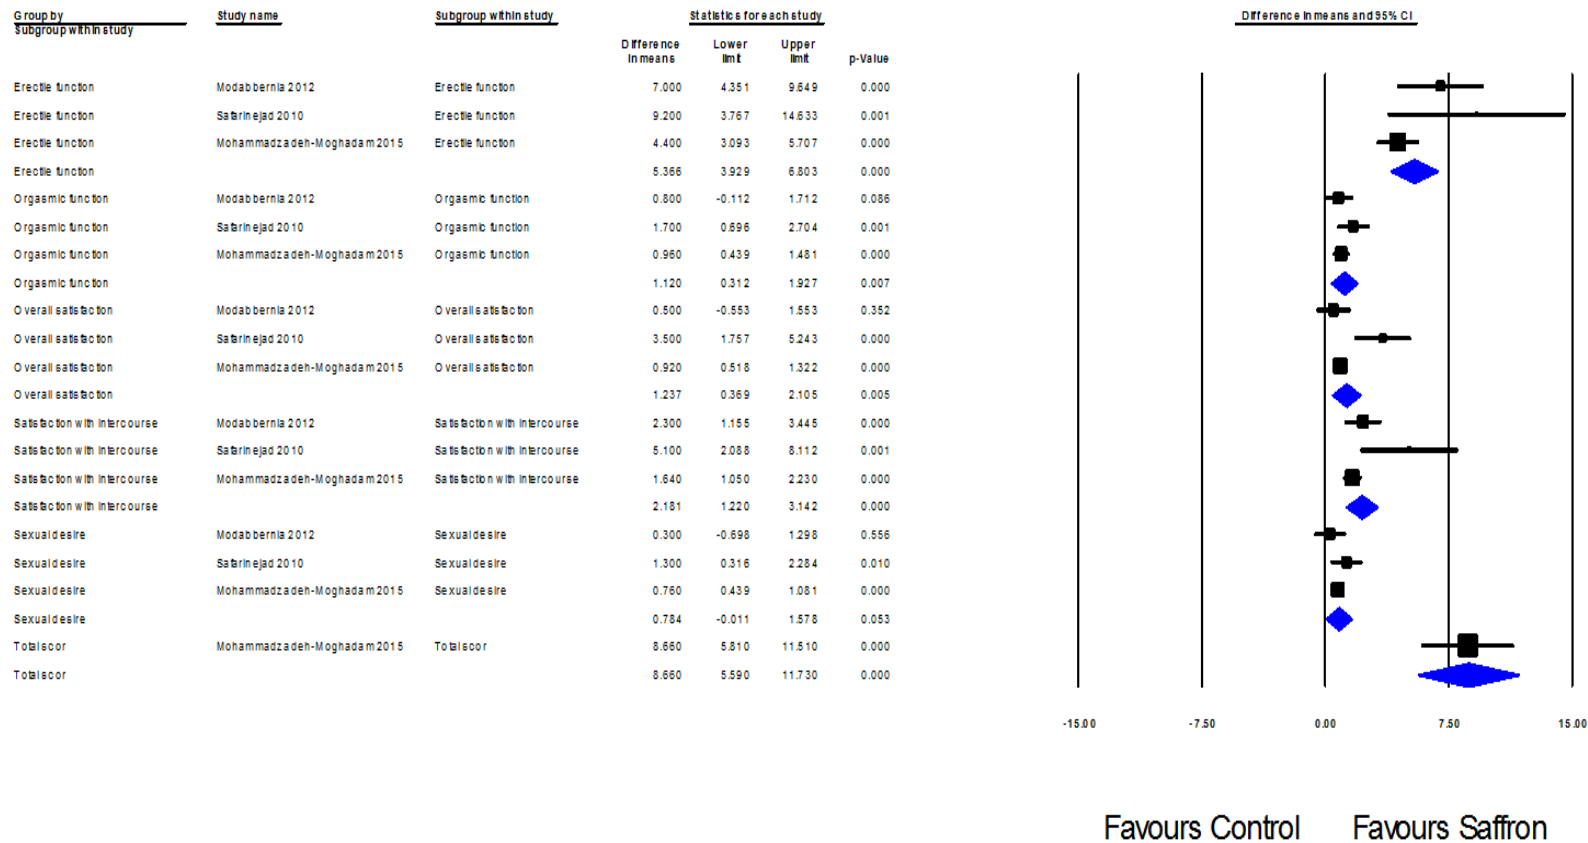 Group by Study name Subgroup within study Statistics for each study Difference in means and 95% CI
Subgroup within study
Difference in means Lower limit Upper limit p-Value
Erectile function Modabbernia 2012 Erectile function 7.000 4.351 9.649 0.000
Erectile function Safarinejad 2010 Erectile function 9.200 3.767 14.633 0.001
Erectile function Mohammadzadeh-Moghadam 2015 Erectile function 4.400 3.093 5.707 0.000
Erectile function 5.366 3.929 6.803 0.000
Orgasmic function Modabbernia 2012 Orgasmic function 0.800 -0.112 1.712 0.086
Orgasmic function Safarinejad 2010 Orgasmic function 1.700 0.696 2.704 0.001
Orgasmic function Mohammadzadeh-Moghadam 2015 Orgasmic function 0.960 0.439 1.481 0.000
Orgasmic function 1.120 0.312 1.927 0.007
Overall satisfaction Modabbernia 2012 Overall satisfaction 0.500 -0.553 1.553 0.352
Overall satisfaction Safarinejad 2010 Overall satisfaction 3.500 1.757 5.243 0.000
Overall satisfaction Mohammadzadeh-Moghadam 2015 Overall satisfaction 0.920 0.518 1.322 0.000
Overall satisfaction 1.237 0.369 2.105 0.005
Satisfaction with intercourse Modabbernia 2012 Satisfaction with intercourse 2.300 1.155 3.445 0.000
Satisfaction with intercourse Safarinejad 2010 Satisfaction with intercourse 5.100 2.088 8.112 0.001
Satisfaction with intercourse Mohammadzadeh-Moghadam 2015 Satisfaction with intercourse 1.640 1.050 2.230 0.000
Satisfaction with intercourse 2.181 1.220 3.142 0.000
Sexual desire Modabbernia 2012 Sexual desire 0.300 -0.698 1.298 0.556
Sexual desire Safarinejad 2010 Sexual desire 1.300 0.316 2.284 0.010
Sexual desire Mohammadzadeh-Moghadam 2015 Sexual desire 0.760 0.439 1.081 0.000
Sexual desire 0.784 -0.011 1.578 0.053
Total scor Mohammadzadeh-Moghadam 2015 Total scor 8.660 5.810 11.510 0.000
Total scor 8.660 5.590 11.730 0.000
-15.00 -7.50 0.00 7.50 15.00
Favours Control Favours Saffron